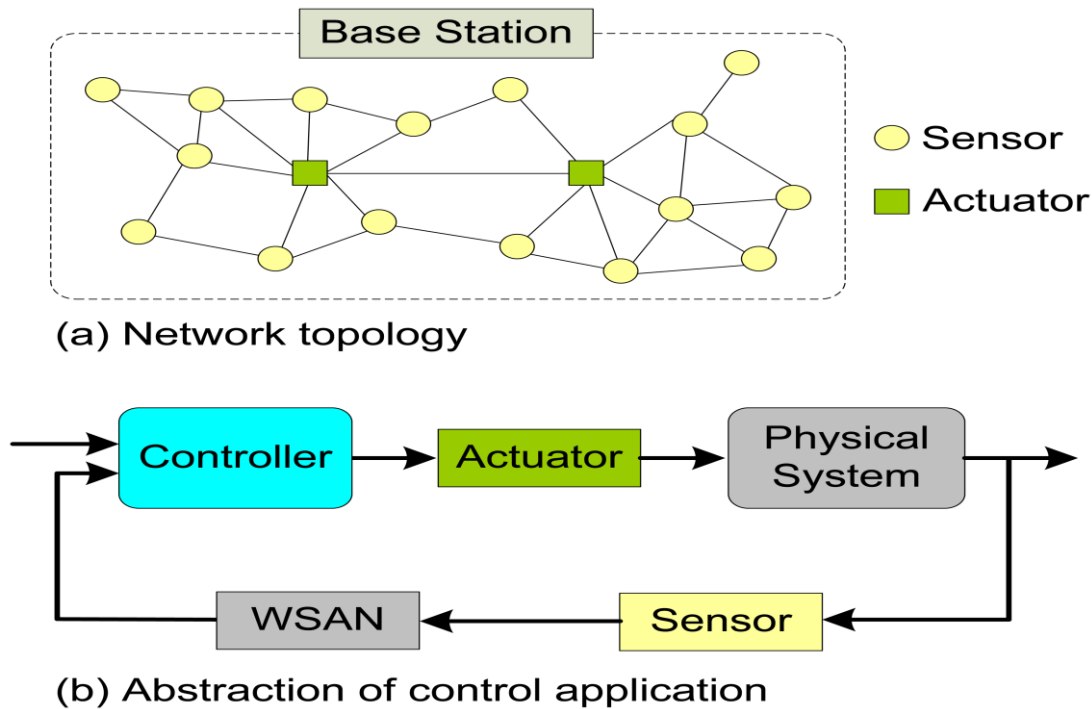 Base Station
Sensor
Actuator
(a) Network topology
Controller
Actuator
Physical
System
WSAN
Sensor
(b) Abstraction of control application